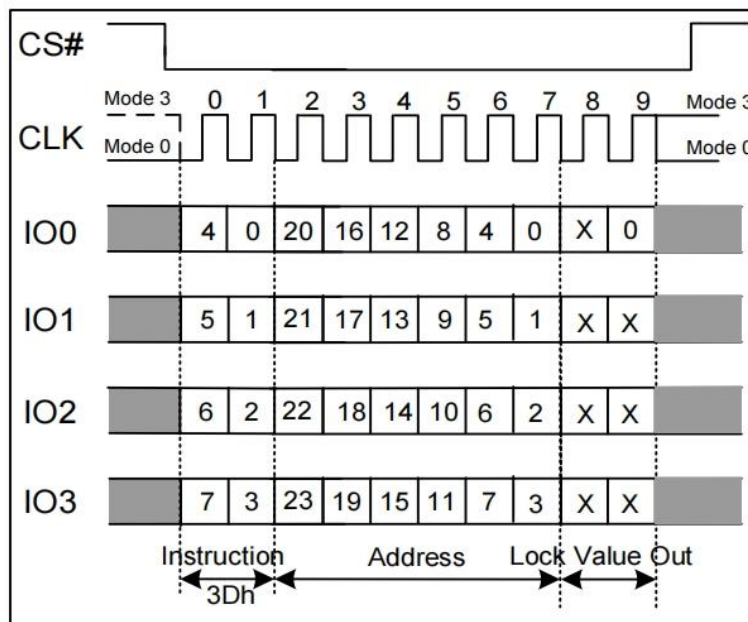 CS#
Mode 3 0 1 2 3 4 5 6 7 8 9 Mode 3
CLK
Mode 0 Mode 0
IO0 4 0 20 16 12 8 4 0 X 0
IO1 5 1 21 17 13 9 5 1 X X
IO2 6 2 22 18 14 10 6 2 X X
IO3 7 3 23 19 15 11 7 3 X X
Instruction Address Lock Value Out
3Dh